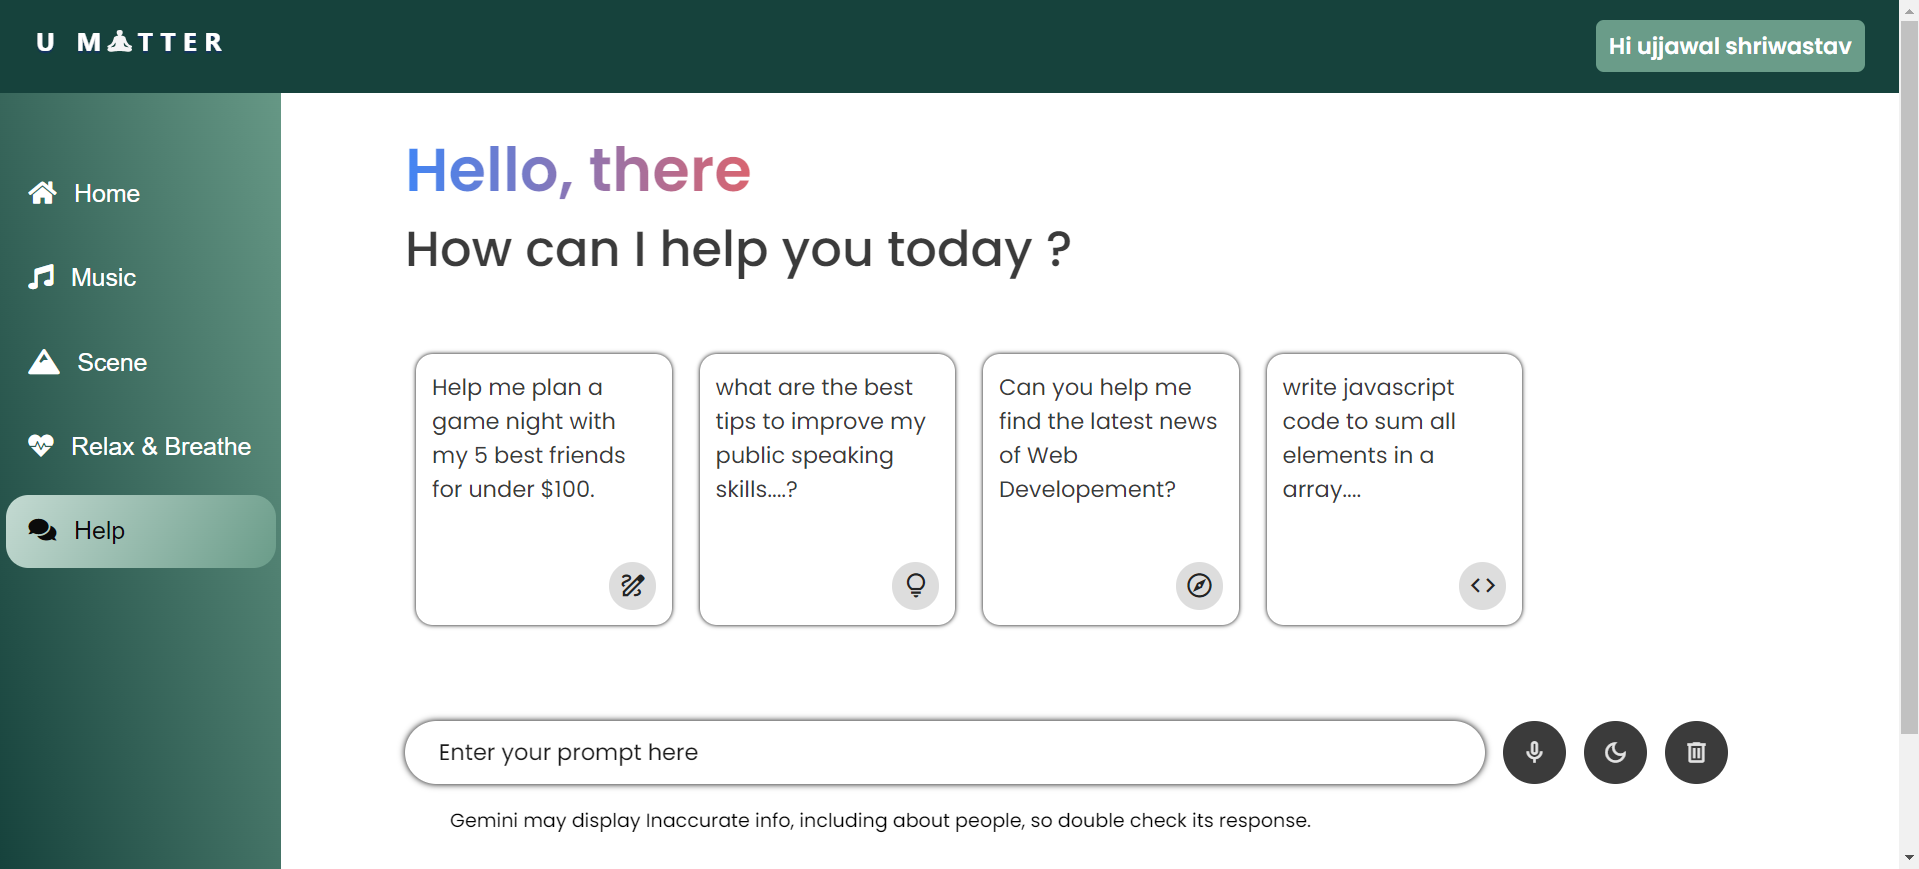 U MATTER
Hi ujjawal shriwastav
Home
Music
Scene
Relax & Breathe
Help
Hello, there
How can I help you today ?
Help me plan a
game night with
my 5 best friends
for under $100.
what are the best
tips to improve my
public speaking
skills....?
Can you help me
find the latest news
of Web
Developement?
write javascript
code to sum all
elements in a
array....
Enter your prompt here
Gemini may display Inaccurate info, including about people, so double check its response.